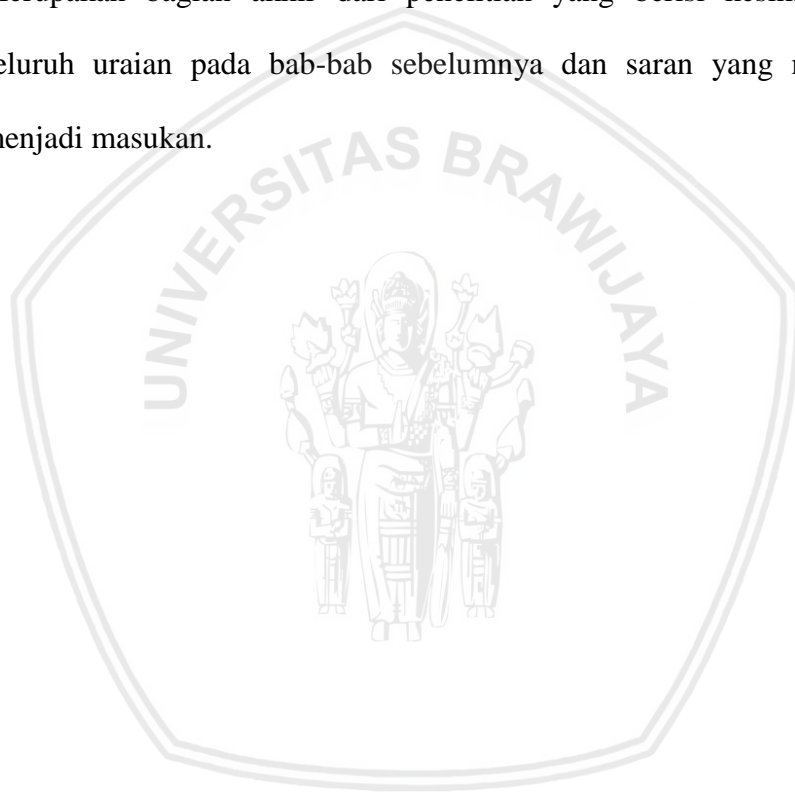 bagian akhir dari penelitian yang berisi
uraian pada bab-bab sebelumnya dan saran yang
masukan.
UNIVERSITAS BRAWIJAYA